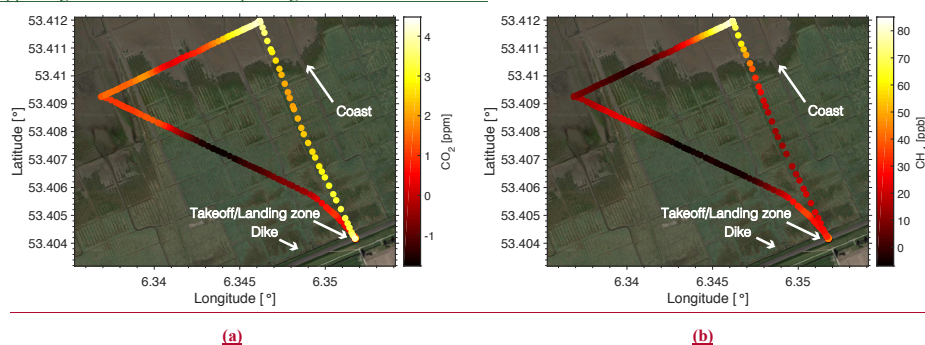 53.412
53.411
53.41
53.409
53.408
53.407
53.406
53.405
53.404
Latitude [°]
6.34
6.345
6.35
Longitude [°]
Coast
Takeoff/Landing zone
Dike
4
3
2
1
0
-1
CO2 [ppm]
53.412
53.411
53.41
53.409
53.408
53.407
53.406
53.405
53.404
Latitude [°]
6.34
6.345
6.35
Longitude [°]
Coast
Takeoff/Landing zone
Dike
80
70
60
50
40
30
20
10
0
[ppb]
(a)
(b)